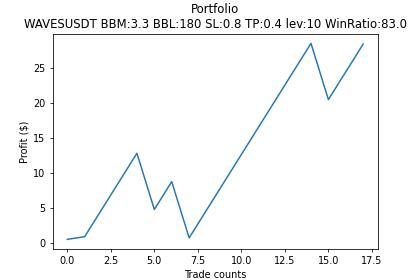 Portfolio
WAVESUSDT BBM:3.3 BBL:180 SL:0.8 TP:0.4 lev:10 WinRatio:83.0
25
20
15
10
5
0
Profit ($)
0.0 2.5 5.0 7.5 10.0 12.5 15.0 17.5
Trade counts